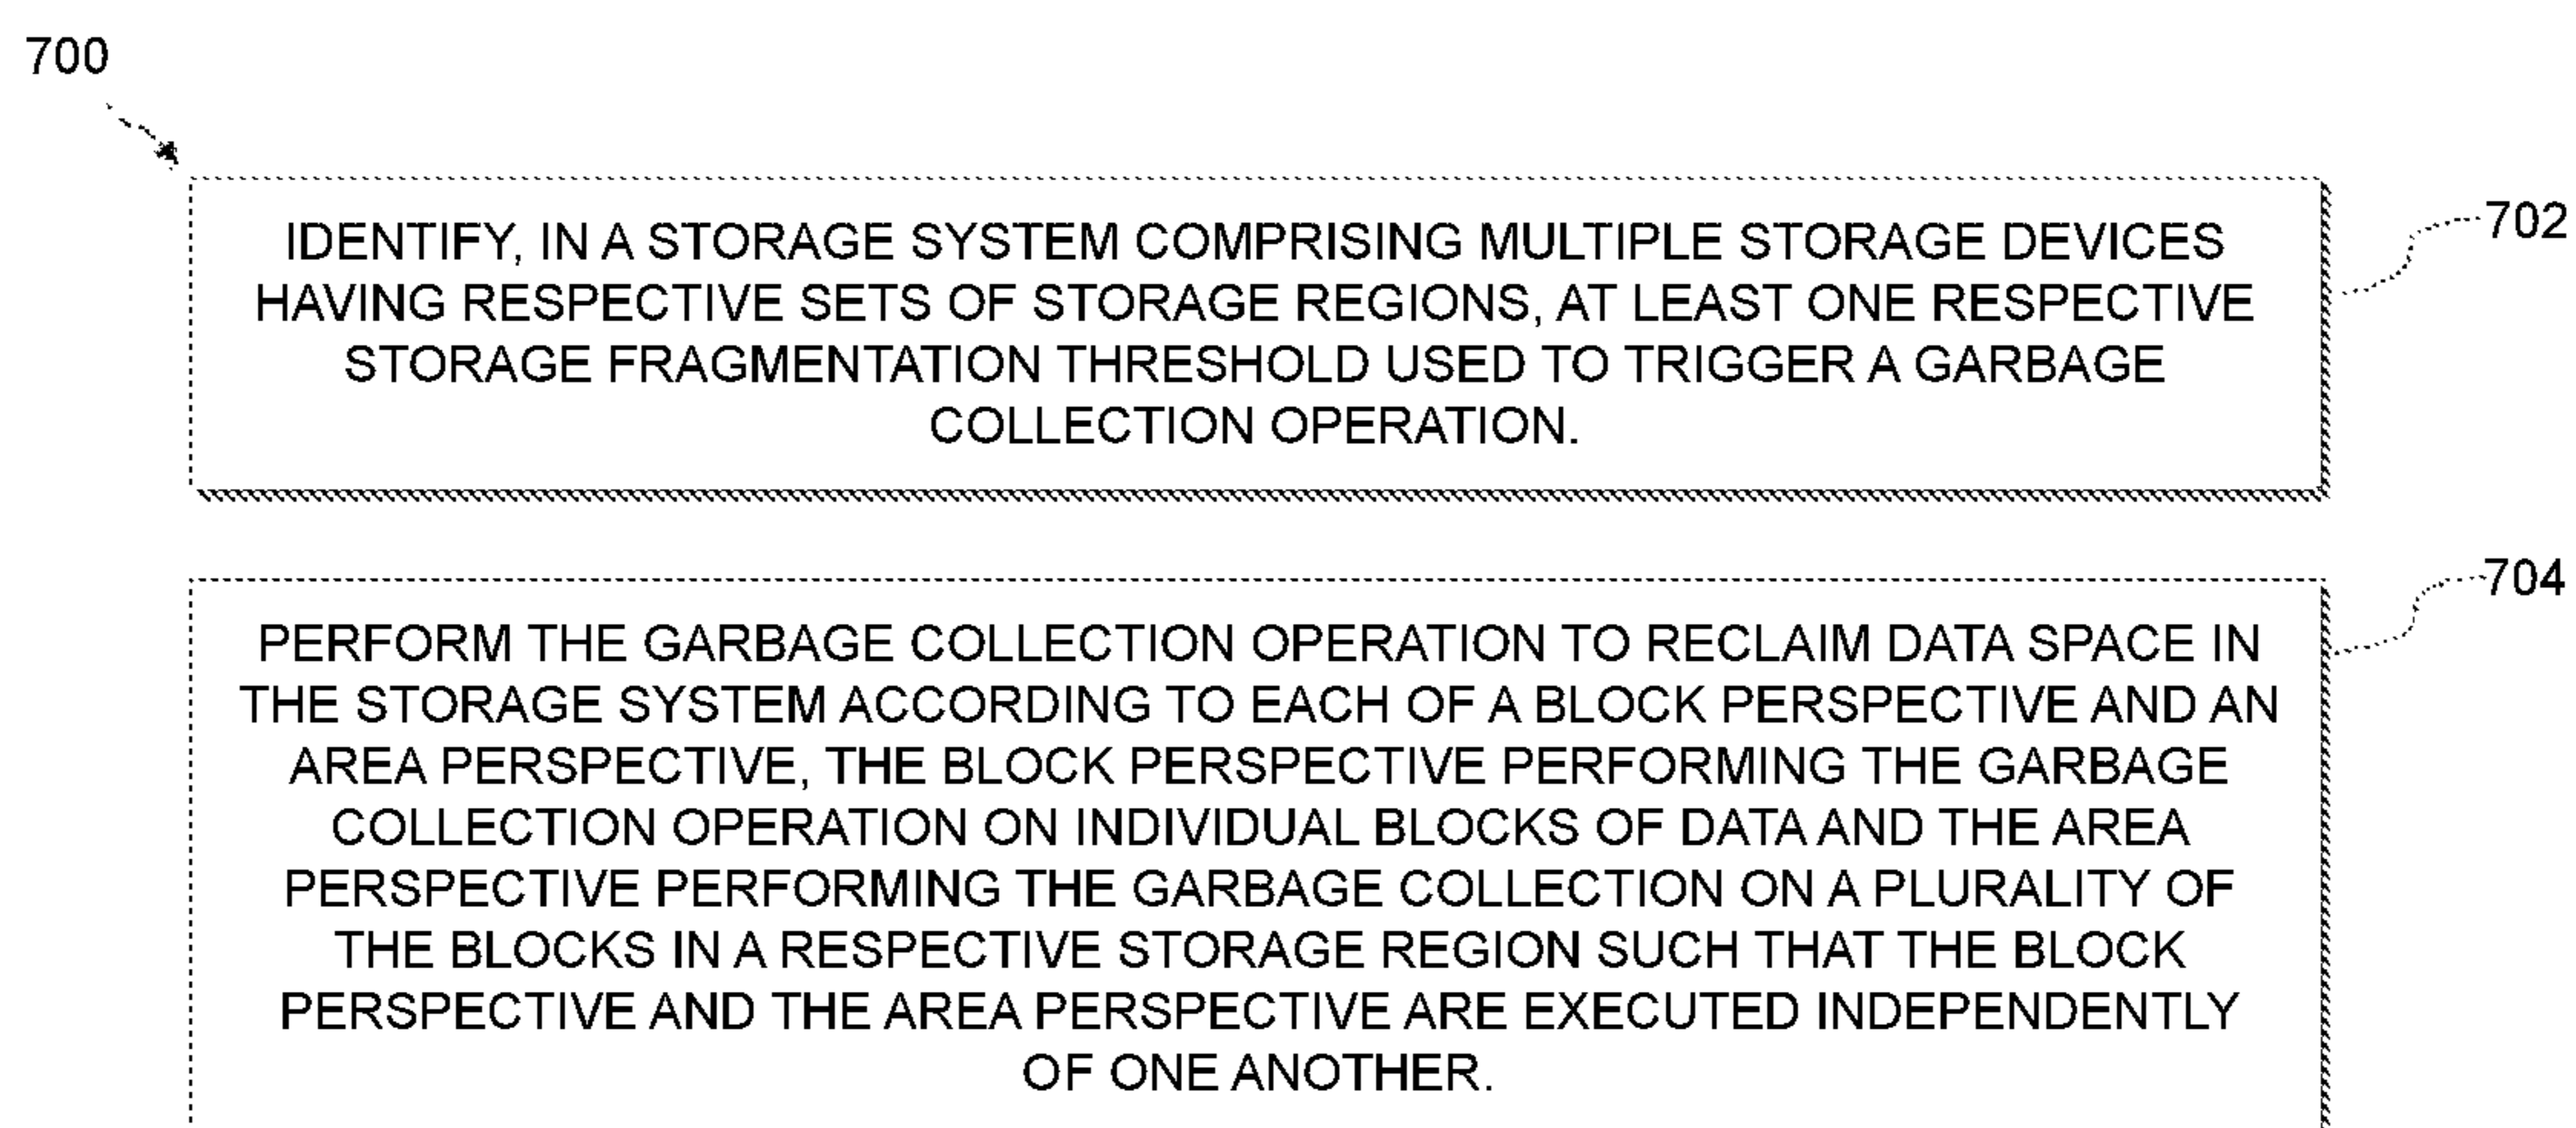 700
IDENTIFY, IN A STORAGE SYSTEM COMPRISING MULTIPLE STORAGE DEVICES
HAVING RESPECTIVE SETS OF STORAGE REGIONS, AT LEAST ONE RESPECTIVE
STORAGE FRAGMENTATION THRESHOLD USED TO TRIGGER A GARBAGE
COLLECTION OPERATION.
702
PERFORM THE GARBAGE COLLECTION OPERATION TO RECLAIM DATA SPACE IN
THE STORAGE SYSTEM ACCORDING TO EACH OF A BLOCK PERSPECTIVE AND AN
AREA PERSPECTIVE, THE BLOCK PERSPECTIVE PERFORMING THE GARBAGE
COLLECTION OPERATION ON INDIVIDUAL BLOCKS OF DATA AND THE AREA
PERSPECTIVE PERFORMING THE GARBAGE COLLECTION ON A PLURALITY OF
THE BLOCKS IN A RESPECTIVE STORAGE REGION SUCH THAT THE BLOCK
PERSPECTIVE AND THE AREA PERSPECTIVE ARE EXECUTED INDEPENDENTLY
OF ONE ANOTHER.
704